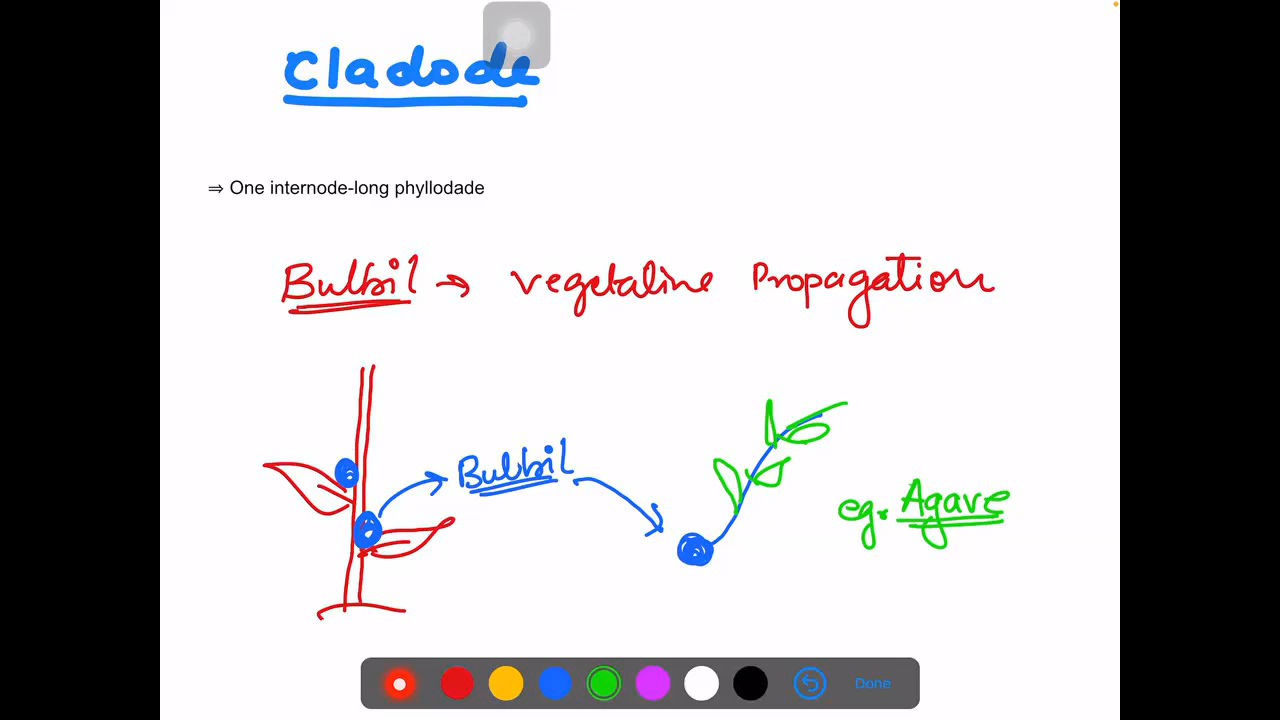 Cladode
⇒ One internode-long phyllodade
Bulbil → vegetative Propagation
Bulbil
eg. Agave
Done